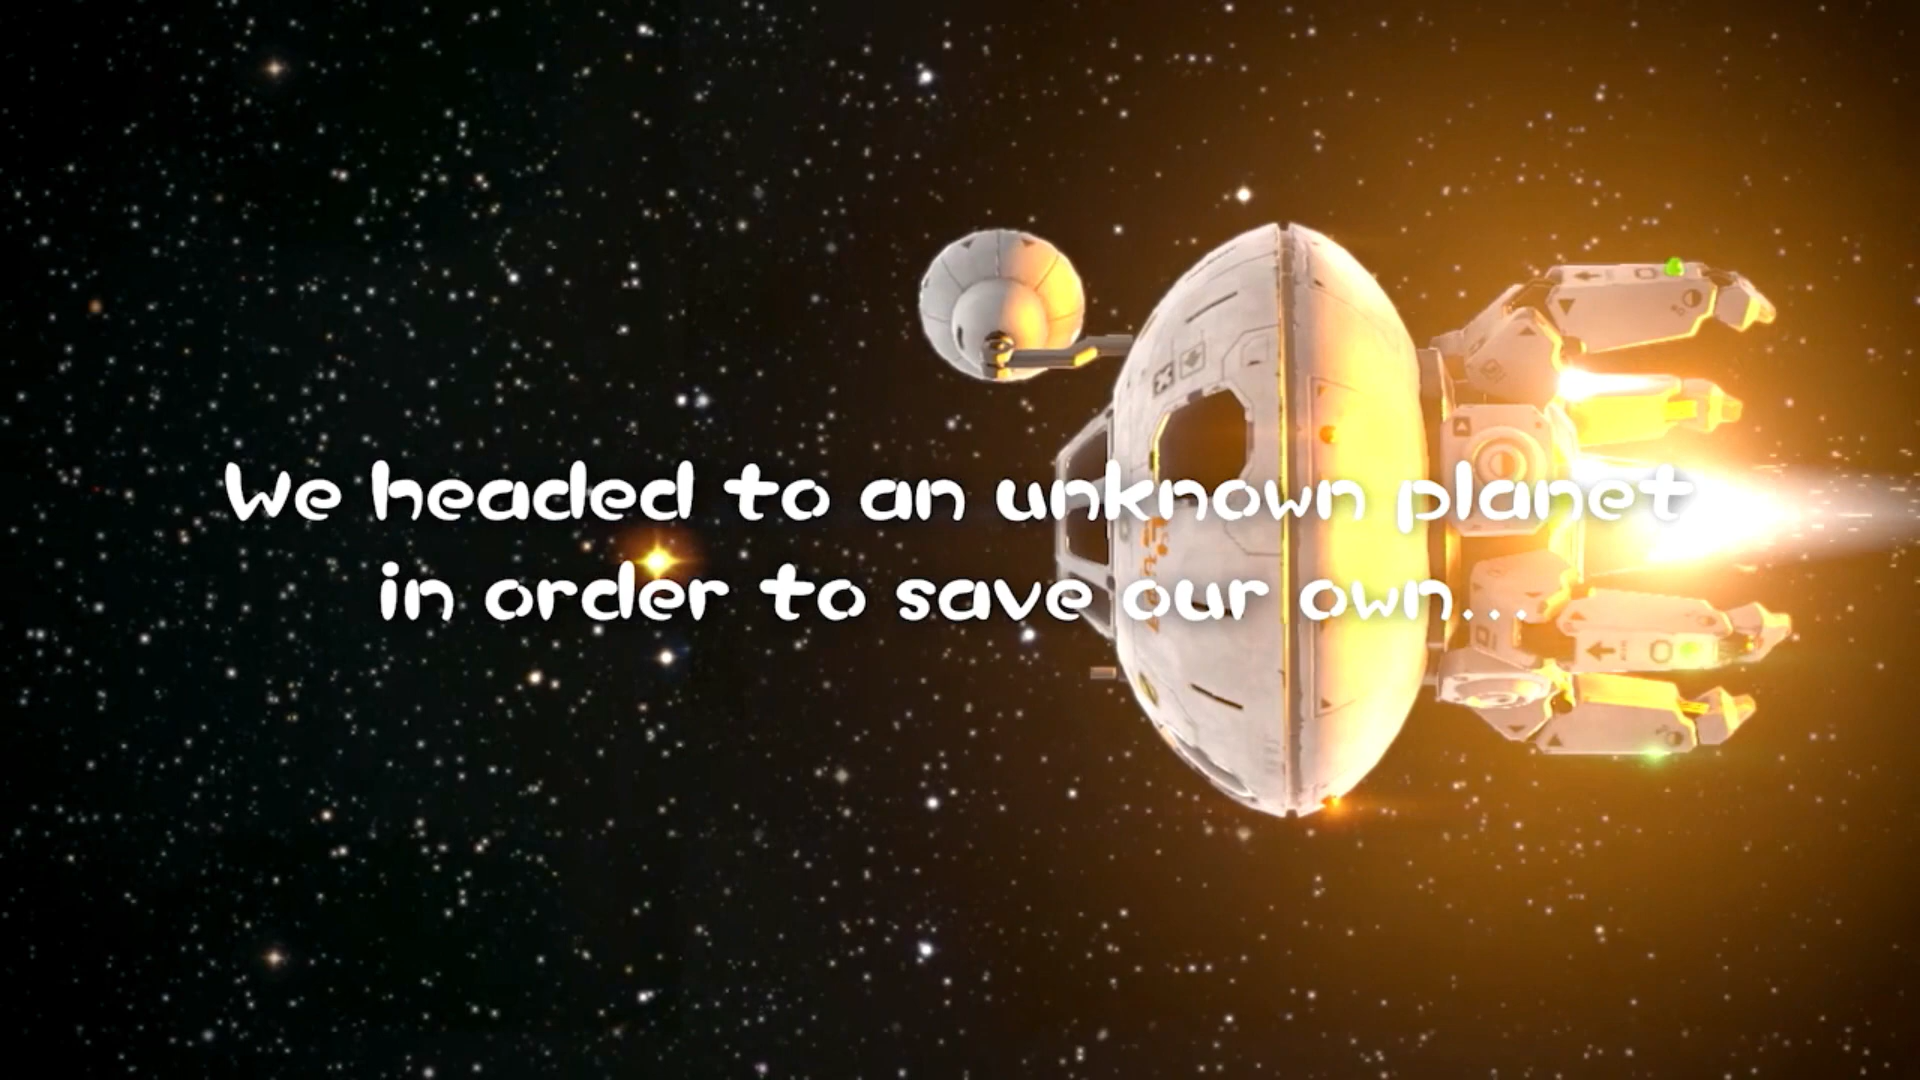 We headed to an unknown planet
in order to save our own...